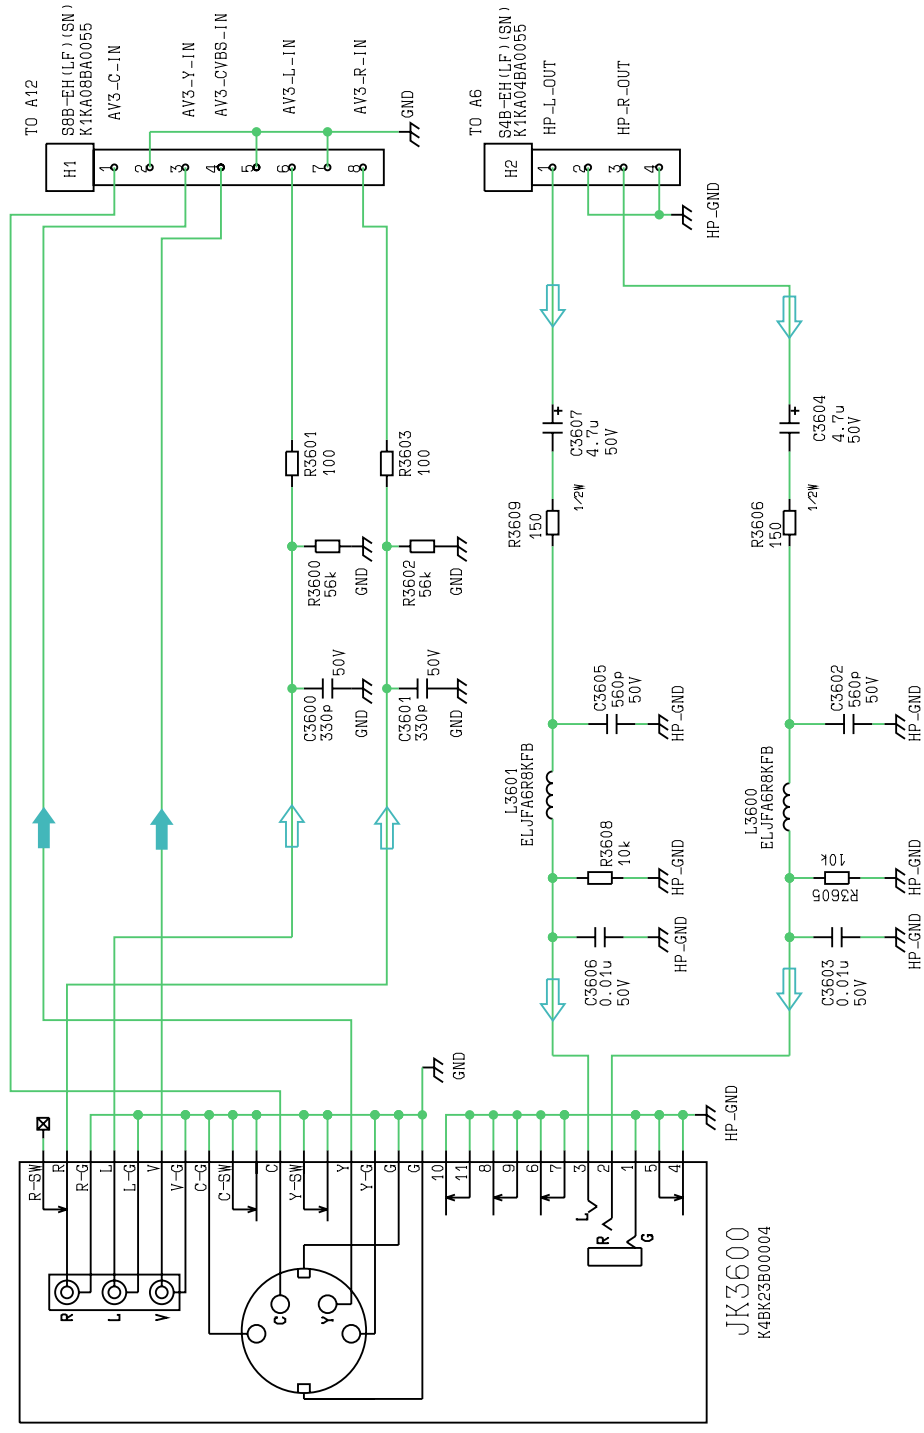 TO A12
S8B-EH(LF)(SN)
K1KA08BA0055
AV3-C-IN
AV3-Y-IN
AV3-CVBS-IN
AV3-L-IN
AV3-R-IN
GND
H1
1
2
3
4
5
6
7
8
TO A6
S4B-EH(LF)(SN)
K1KA04BA0055
HP-L-OUT
HP-R-OUT
H2
1
2
3
4
HP-GND
R3601
100
R3603
100
R3600
56k
GND
R3602
56k
GND
C3600
330p
50V
GND
C3601
330p
50V
GND
C3607
4.7u
50V
C3604
4.7u
50V
R3609
150
1/2W
R3606
150
1/2W
C3605
560p
50V
HP-GND
C3602
560p
50V
HP-GND
L3601
ELJFA6R8KFB
L3600
ELJFA6R8KFB
R3608
10k
HP-GND
R3605
10k
HP-GND
C3606
0.01u
50V
HP-GND
C3603
0.01u
50V
HP-GND
GND
HP-GND
R-SW
R
R-G
L
L-G
V
V-G
C-G
C-SW
C
Y-SW
Y
Y-G
G
G
10
11
8
9
6
7
3
2
1
5
4
R
L
V
C
Y
L
R
G
JK3600
K4BK23B00004